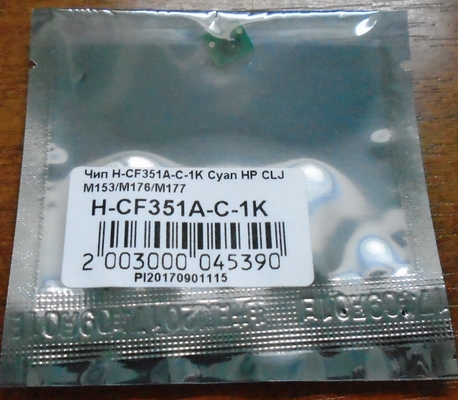 Чип H-CF351A-C-1K Cyan HP CLJ
M153/M176/M177
H-CF351A-C-1K
2 003000 045390
PI20170901115